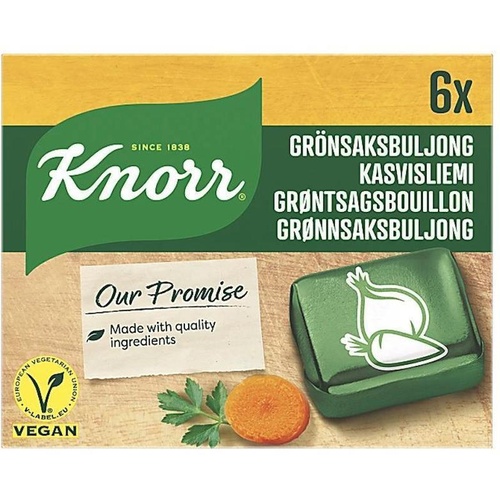 6x
SINCE 1838
Knorr®
GRÖNSAKSBULJONG
KASVISLIEMI
GRØNTSAGSBOUILLON
GRØNNSAKSBULJONG
Our Promise
Made with quality
ingredients
EUROPEAN VEGETARIAN UNION
V-LABEL.EU
VEGAN